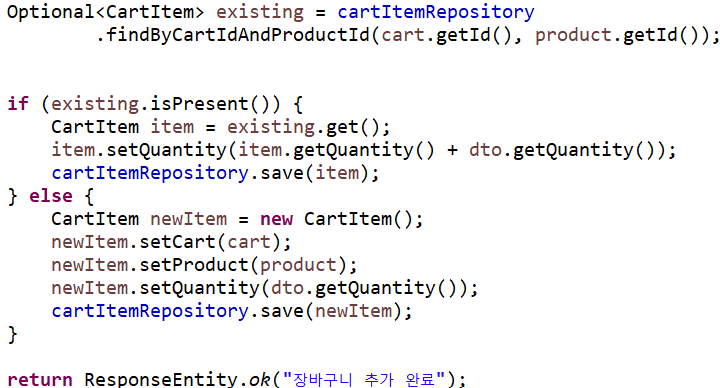 Optional<CartItem> existing = cartItemRepository
        .findByCartIdAndProductId(cart.getId(), product.getId());


if (existing.isPresent()) {
    CartItem item = existing.get();
    item.setQuantity(item.getQuantity() + dto.getQuantity());
    cartItemRepository.save(item);
} else {
    CartItem newItem = new CartItem();
    newItem.setCart(cart);
    newItem.setProduct(product);
    newItem.setQuantity(dto.getQuantity());
    cartItemRepository.save(newItem);
}

return ResponseEntity.ok("장바구니 추가 완료");